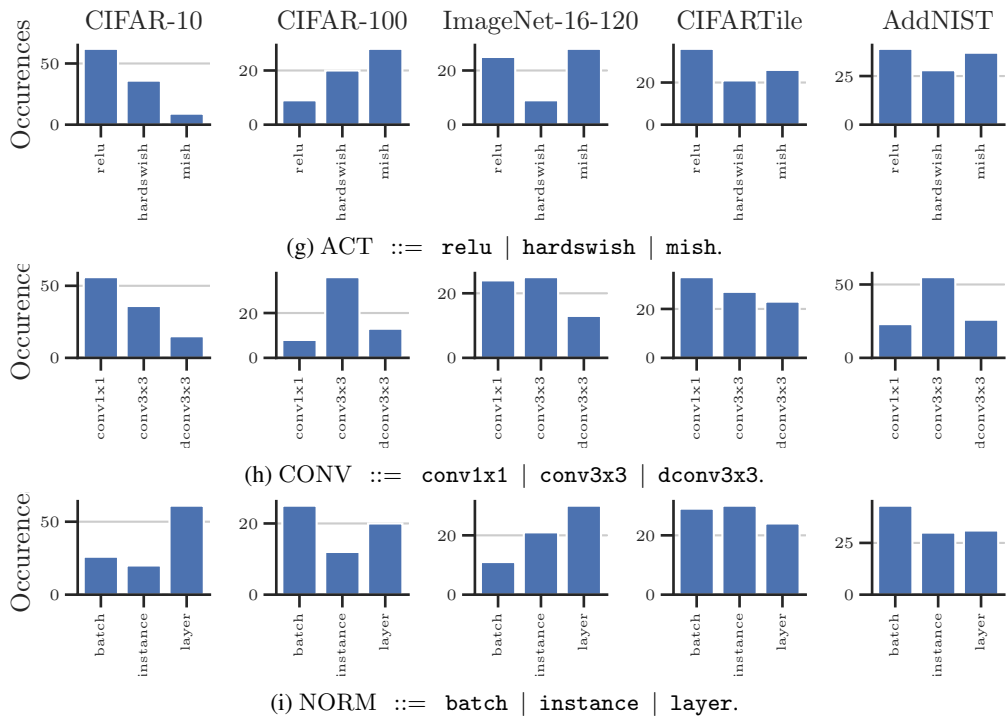 CIFAR-10 CIFAR-100 ImageNet-16-120 CIFARTile AddNIST
Occurences
50
0
relu hardswish mish
20
0
relu hardswish mish
20
0
relu hardswish mish
20
0
relu hardswish mish
25
0
relu hardswish mish
(g) ACT ::= relu | hardswish | mish.
Occurence
50
0
conv1x1 conv3x3 dconv3x3
20
0
conv1x1 conv3x3 dconv3x3
20
0
conv1x1 conv3x3 dconv3x3
20
0
conv1x1 conv3x3 dconv3x3
50
0
conv1x1 conv3x3 dconv3x3
(h) CONV ::= conv1x1 | conv3x3 | dconv3x3.
Occurence
50
0
batch instance layer
20
0
batch instance layer
20
0
batch instance layer
20
0
batch instance layer
25
0
batch instance layer
(i) NORM ::= batch | instance | layer.